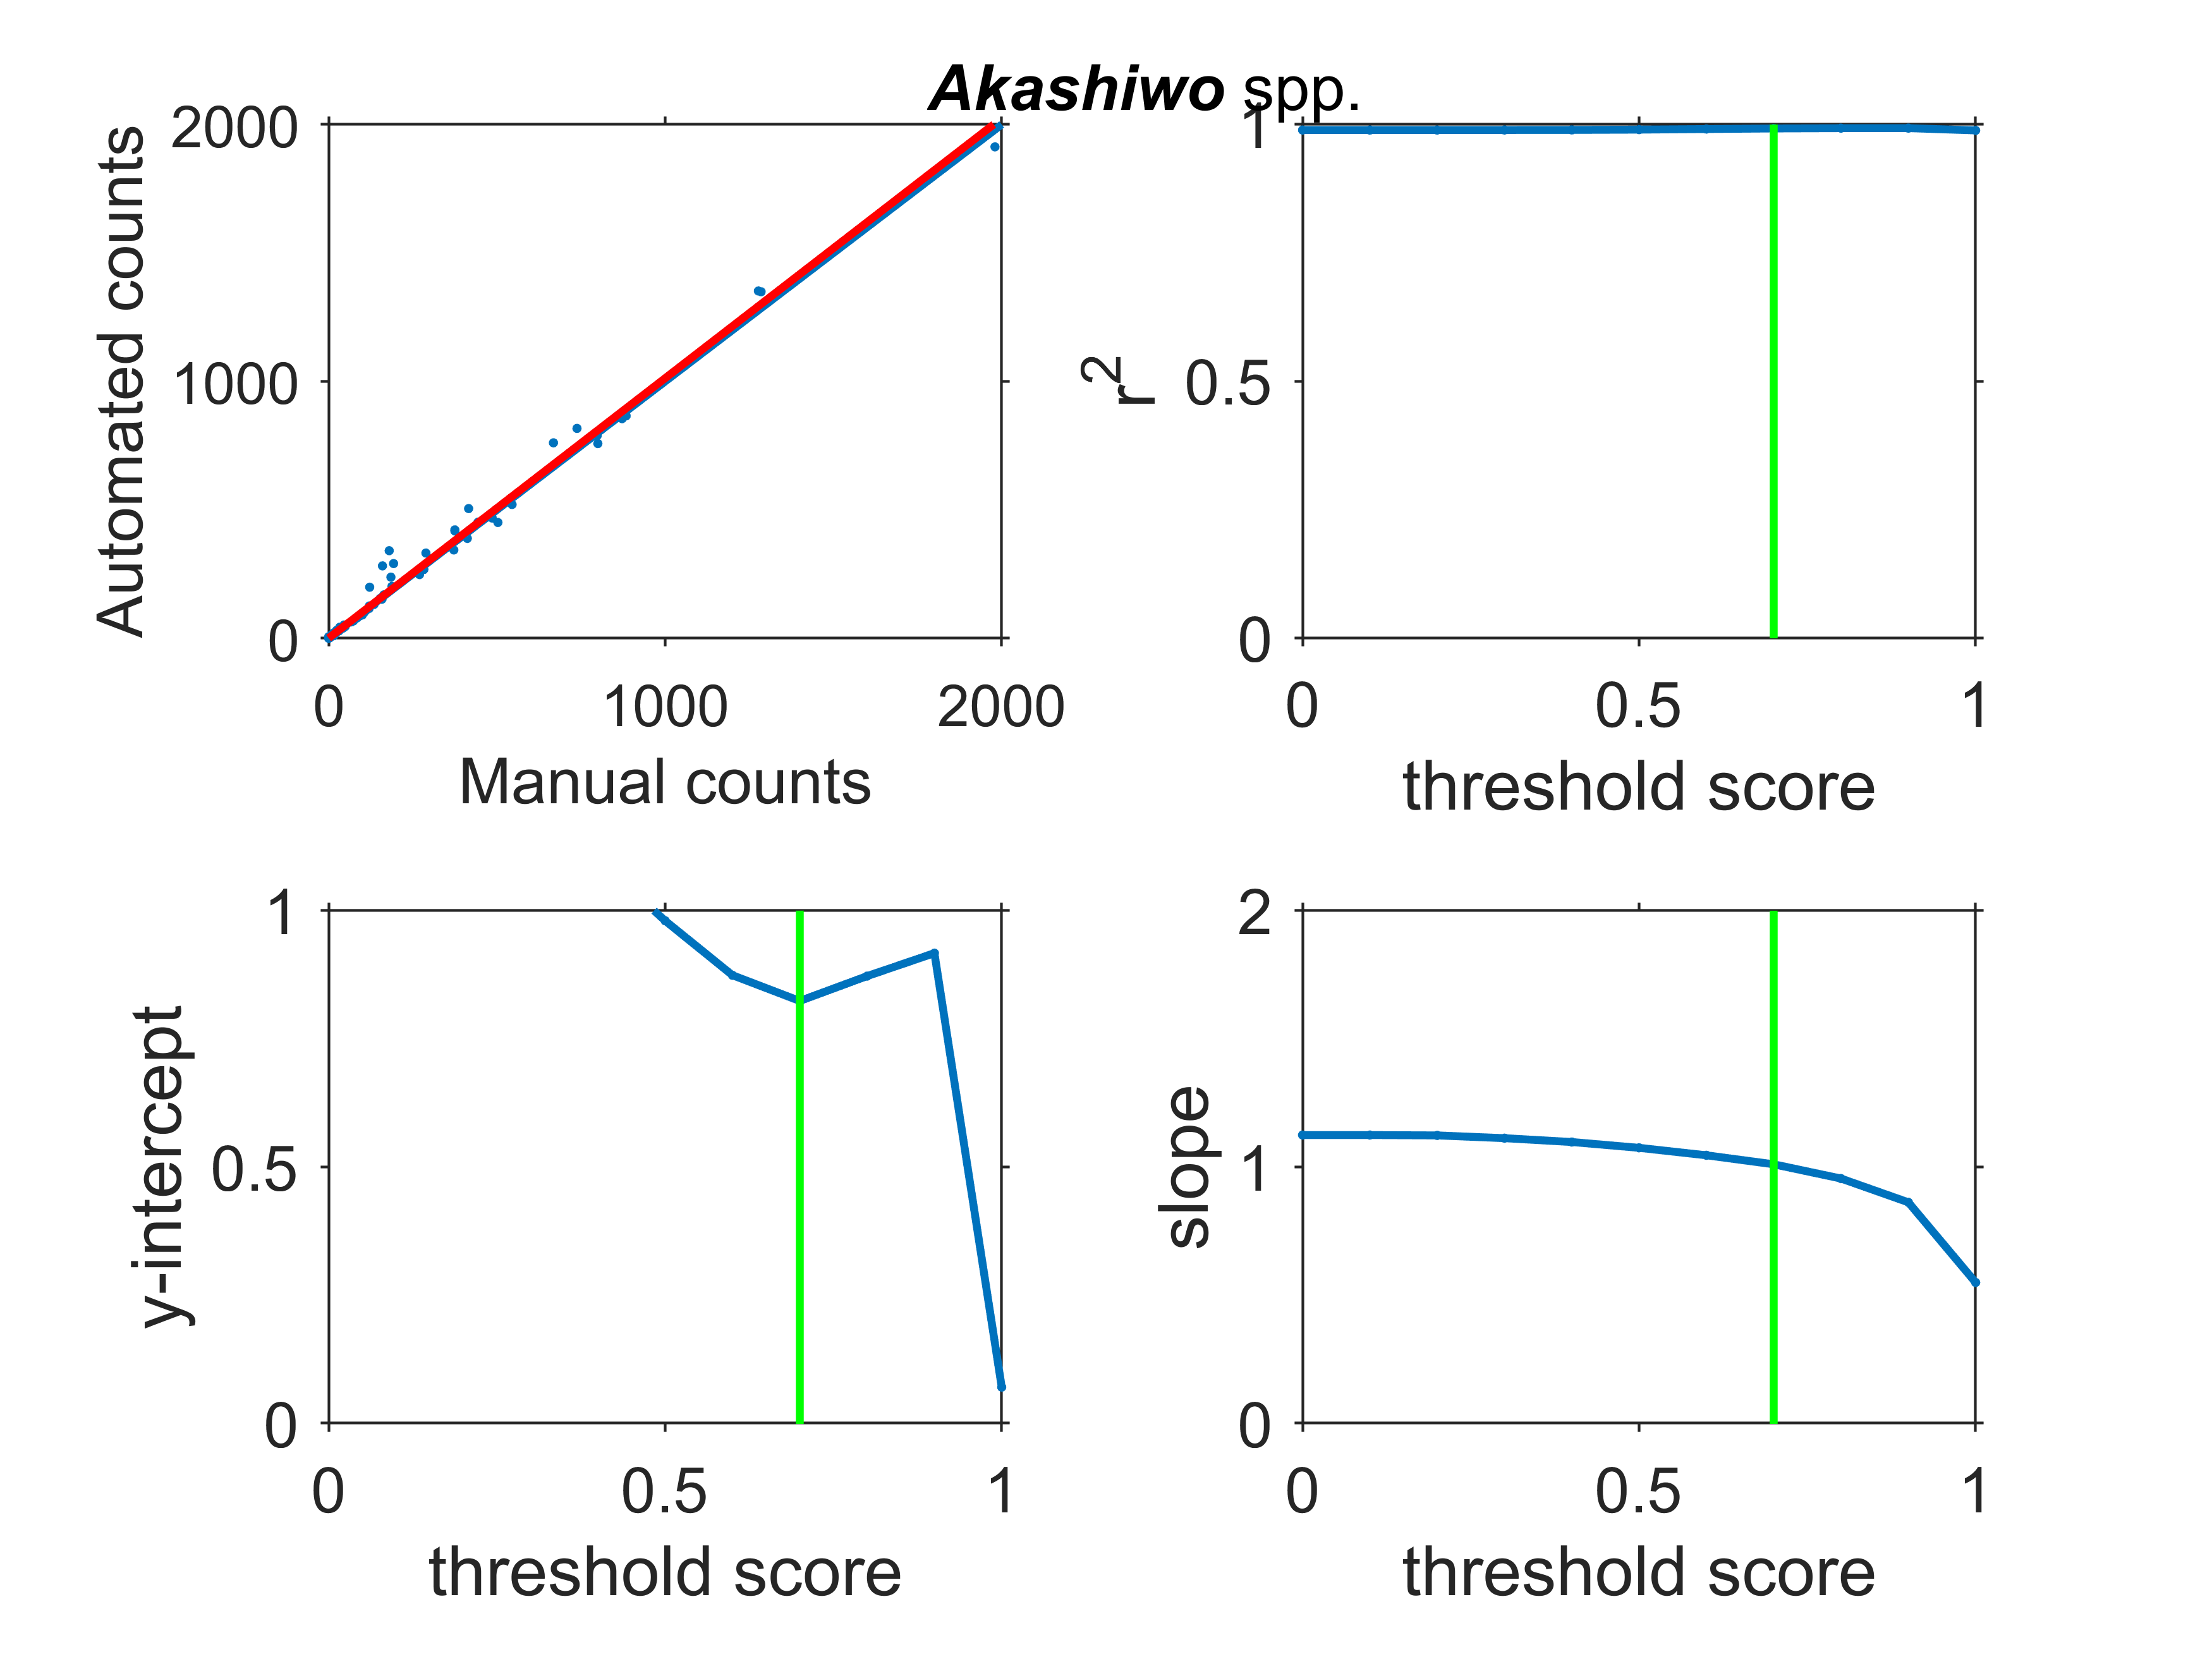 Akashiwo spp.
2000
1000
0
Automated counts
0 1000 2000
Manual counts
1
0.5
0
r²
0 0.5 1
threshold score
1
0.5
0
y-intercept
0 0.5 1
threshold score
2
1
0
slope
0 0.5 1
threshold score